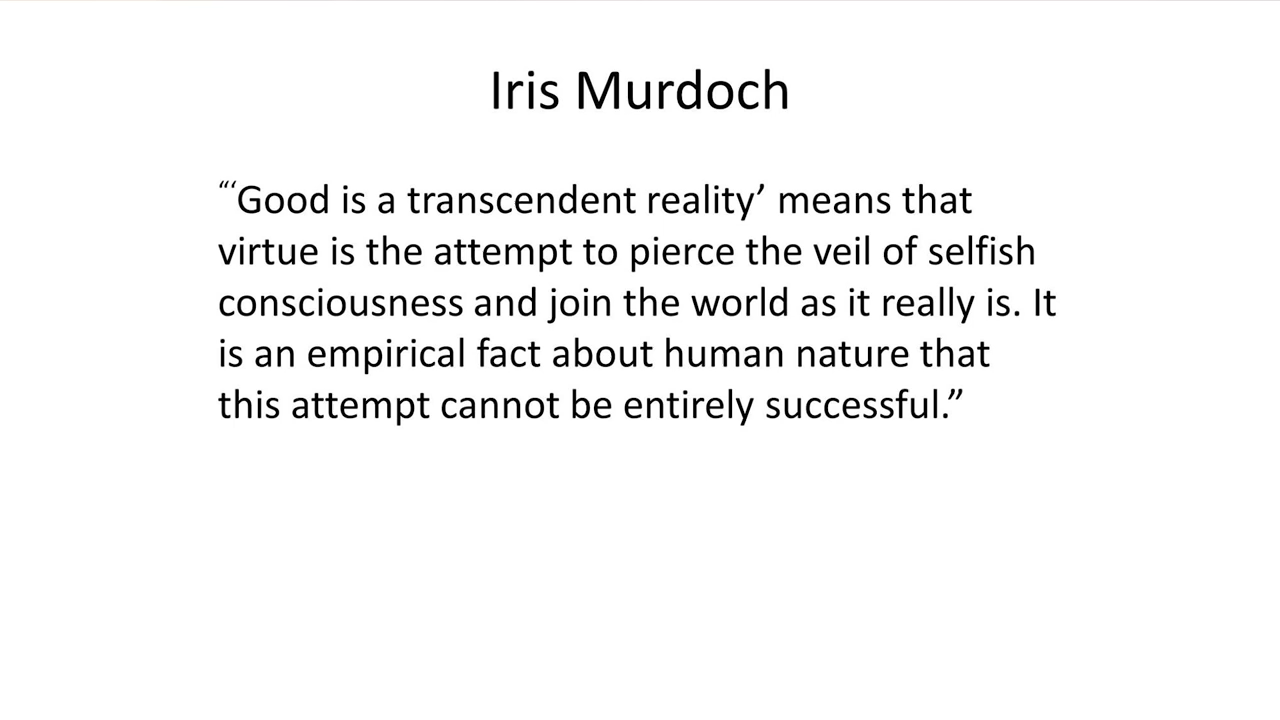 Iris Murdoch
“‘Good is a transcendent reality’ means that
virtue is the attempt to pierce the veil of selfish
consciousness and join the world as it really is. It
is an empirical fact about human nature that
this attempt cannot be entirely successful.”